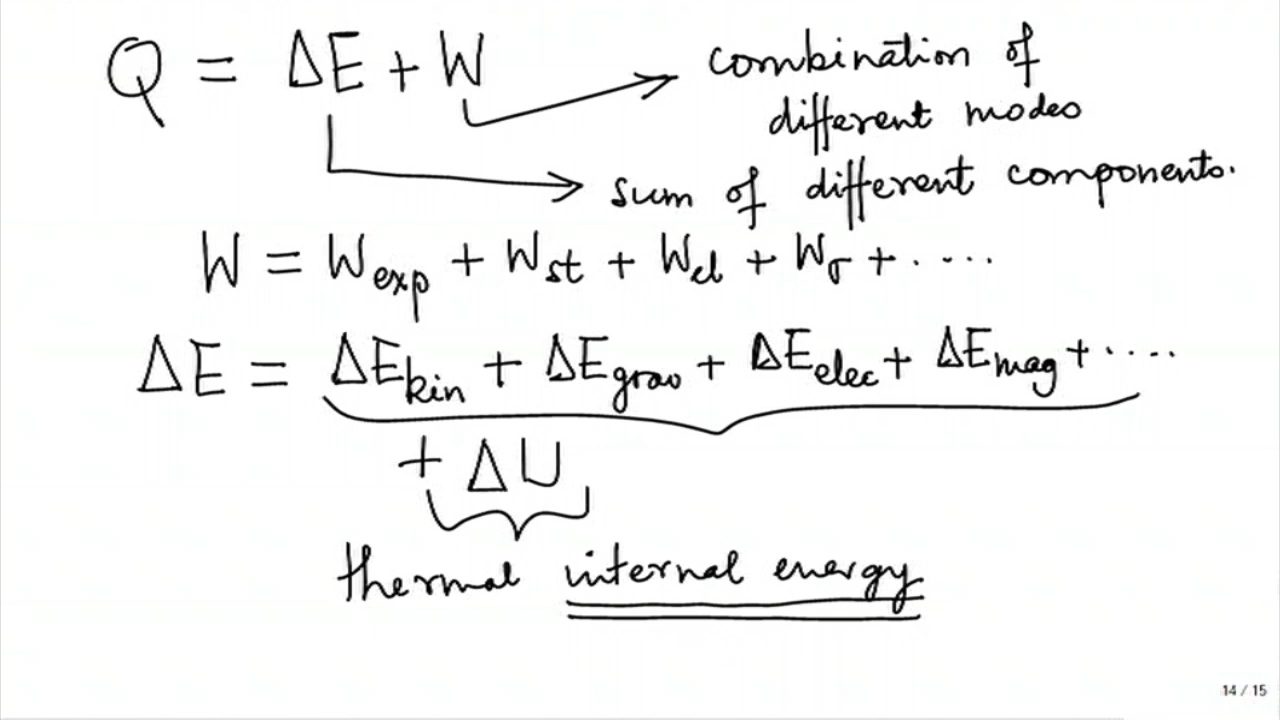 Q = ΔE + W → combination of
different modes
→ sum of different components.
W = W_exp + W_st + W_el + W_σ + .....
ΔE = ΔE_kin + ΔE_grav + ΔE_elec + ΔE_mag + ....
+ ΔU
thermal internal energy
14 / 15